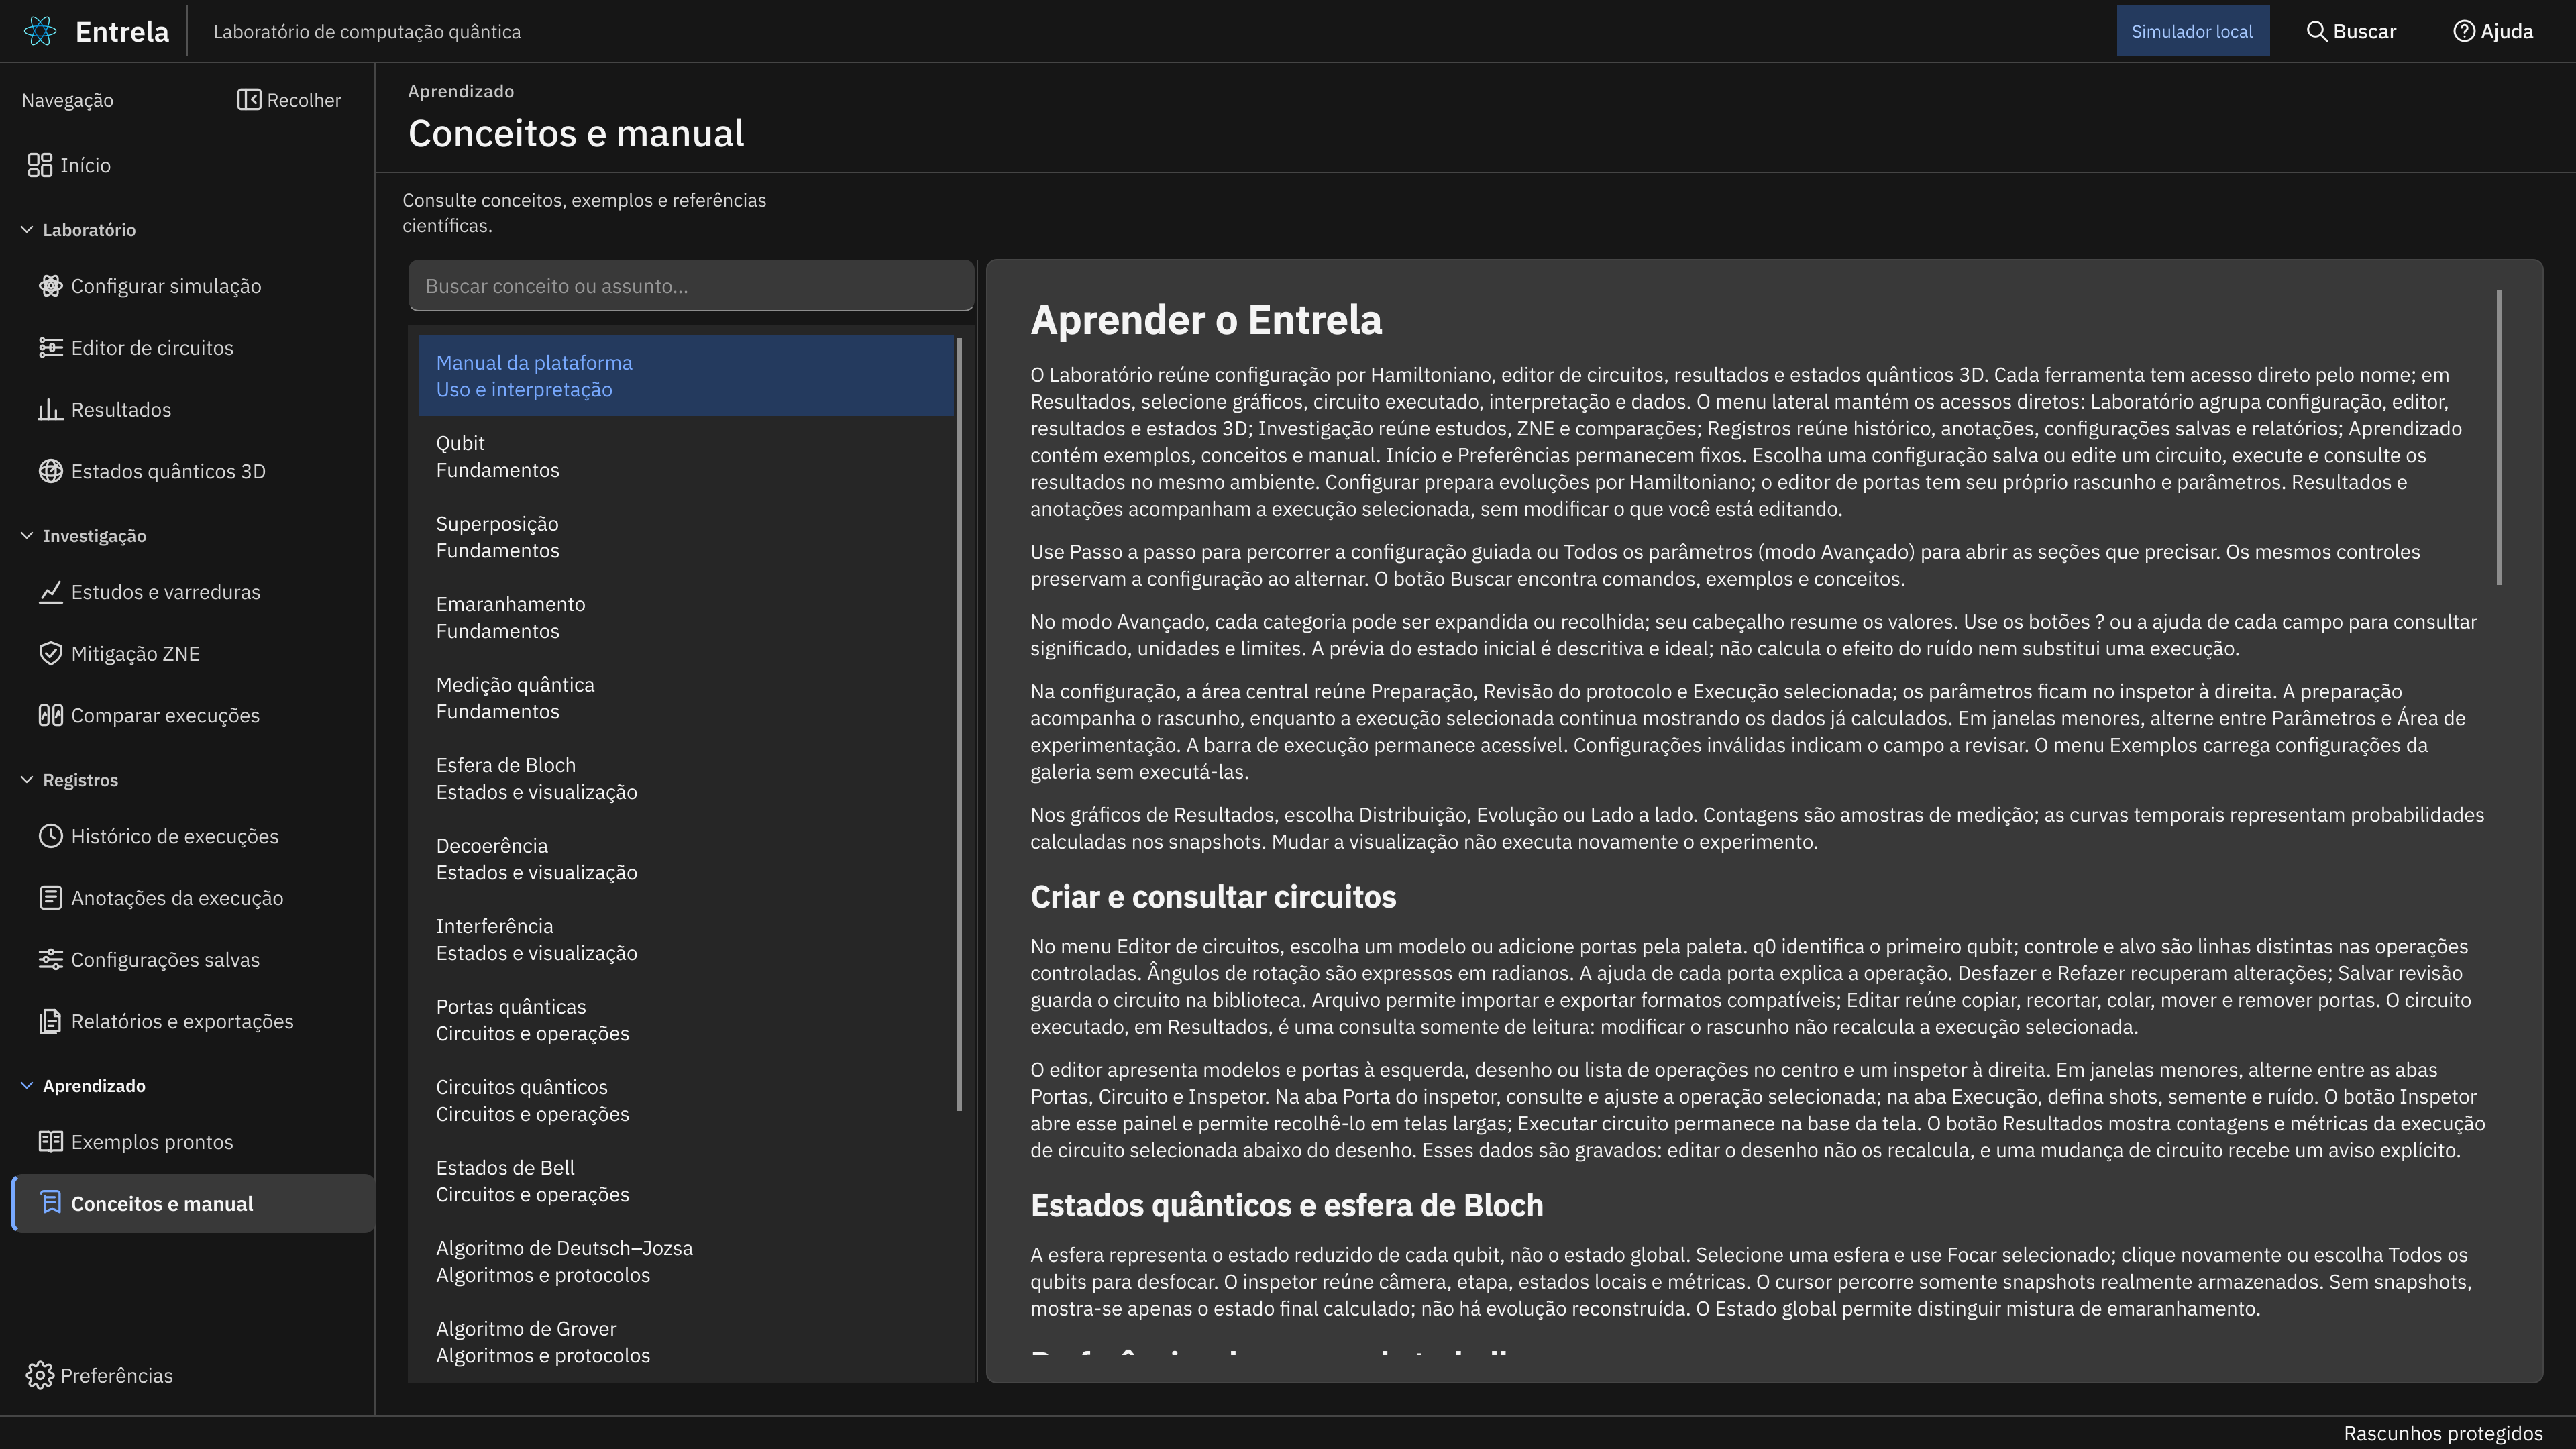 Entrela
Laboratório de computação quântica
Simulador local
Buscar
Ajuda
Navegação
Recolher
Início
Laboratório
Configurar simulação
Editor de circuitos
Resultados
Estados quânticos 3D
Investigação
Estudos e varreduras
Mitigação ZNE
Comparar execuções
Registros
Histórico de execuções
Anotações da execução
Configurações salvas
Relatórios e exportações
Aprendizado
Exemplos prontos
Conceitos e manual
Preferências
Aprendizado
Conceitos e manual
Consulte conceitos, exemplos e referências
científicas.
Buscar conceito ou assunto...
Manual da plataforma
Uso e interpretação
Qubit
Fundamentos
Superposição
Fundamentos
Emaranhamento
Fundamentos
Medição quântica
Fundamentos
Esfera de Bloch
Estados e visualização
Decoerência
Estados e visualização
Interferência
Estados e visualização
Portas quânticas
Circuitos e operações
Circuitos quânticos
Circuitos e operações
Estados de Bell
Circuitos e operações
Algoritmo de Deutsch–Jozsa
Algoritmos e protocolos
Algoritmo de Grover
Algoritmos e protocolos
Aprender o Entrela
O Laboratório reúne configuração por Hamiltoniano, editor de circuitos, resultados e estados quânticos 3D. Cada ferramenta tem acesso direto pelo nome; em
Resultados, selecione gráficos, circuito executado, interpretação e dados. O menu lateral mantém os acessos diretos: Laboratório agrupa configuração, editor,
resultados e estados 3D; Investigação reúne estudos, ZNE e comparações; Registros reúne histórico, anotações, configurações salvas e relatórios; Aprendizado
contém exemplos, conceitos e manual. Início e Preferências permanecem fixos. Escolha uma configuração salva ou edite um circuito, execute e consulte os
resultados no mesmo ambiente. Configurar prepara evoluções por Hamiltoniano; o editor de portas tem seu próprio rascunho e parâmetros. Resultados e
anotações acompanham a execução selecionada, sem modificar o que você está editando.
Use Passo a passo para percorrer a configuração guiada ou Todos os parâmetros (modo Avançado) para abrir as seções que precisar. Os mesmos controles
preservam a configuração ao alternar. O botão Buscar encontra comandos, exemplos e conceitos.
No modo Avançado, cada categoria pode ser expandida ou recolhida; seu cabeçalho resume os valores. Use os botões ? ou a ajuda de cada campo para consultar
significado, unidades e limites. A prévia do estado inicial é descritiva e ideal; não calcula o efeito do ruído nem substitui uma execução.
Na configuração, a área central reúne Preparação, Revisão do protocolo e Execução selecionada; os parâmetros ficam no inspetor à direita. A preparação
acompanha o rascunho, enquanto a execução selecionada continua mostrando os dados já calculados. Em janelas menores, alterne entre Parâmetros e Área de
experimentação. A barra de execução permanece acessível. Configurações inválidas indicam o campo a revisar. O menu Exemplos carrega configurações da
galeria sem executá-las.
Nos gráficos de Resultados, escolha Distribuição, Evolução ou Lado a lado. Contagens são amostras de medição; as curvas temporais representam probabilidades
calculadas nos snapshots. Mudar a visualização não executa novamente o experimento.
Criar e consultar circuitos
No menu Editor de circuitos, escolha um modelo ou adicione portas pela paleta. q0 identifica o primeiro qubit; controle e alvo são linhas distintas nas operações
controladas. Ângulos de rotação são expressos em radianos. A ajuda de cada porta explica a operação. Desfazer e Refazer recuperam alterações; Salvar revisão
guarda o circuito na biblioteca. Arquivo permite importar e exportar formatos compatíveis; Editar reúne copiar, recortar, colar, mover e remover portas. O circuito
executado, em Resultados, é uma consulta somente de leitura: modificar o rascunho não recalcula a execução selecionada.
O editor apresenta modelos e portas à esquerda, desenho ou lista de operações no centro e um inspetor à direita. Em janelas menores, alterne entre as abas
Portas, Circuito e Inspetor. Na aba Porta do inspetor, consulte e ajuste a operação selecionada; na aba Execução, defina shots, semente e ruído. O botão Inspetor
abre esse painel e permite recolhê-lo em telas largas; Executar circuito permanece na base da tela. O botão Resultados mostra contagens e métricas da execução
de circuito selecionada abaixo do desenho. Esses dados são gravados: editar o desenho não os recalcula, e uma mudança de circuito recebe um aviso explícito.
Estados quânticos e esfera de Bloch
A esfera representa o estado reduzido de cada qubit, não o estado global. Selecione uma esfera e use Focar selecionado; clique novamente ou escolha Todos os
qubits para desfocar. O inspetor reúne câmera, etapa, estados locais e métricas. O cursor percorre somente snapshots realmente armazenados. Sem snapshots,
mostra-se apenas o estado final calculado; não há evolução reconstruída. O Estado global permite distinguir mistura de emaranhamento.
Rascunhos protegidos